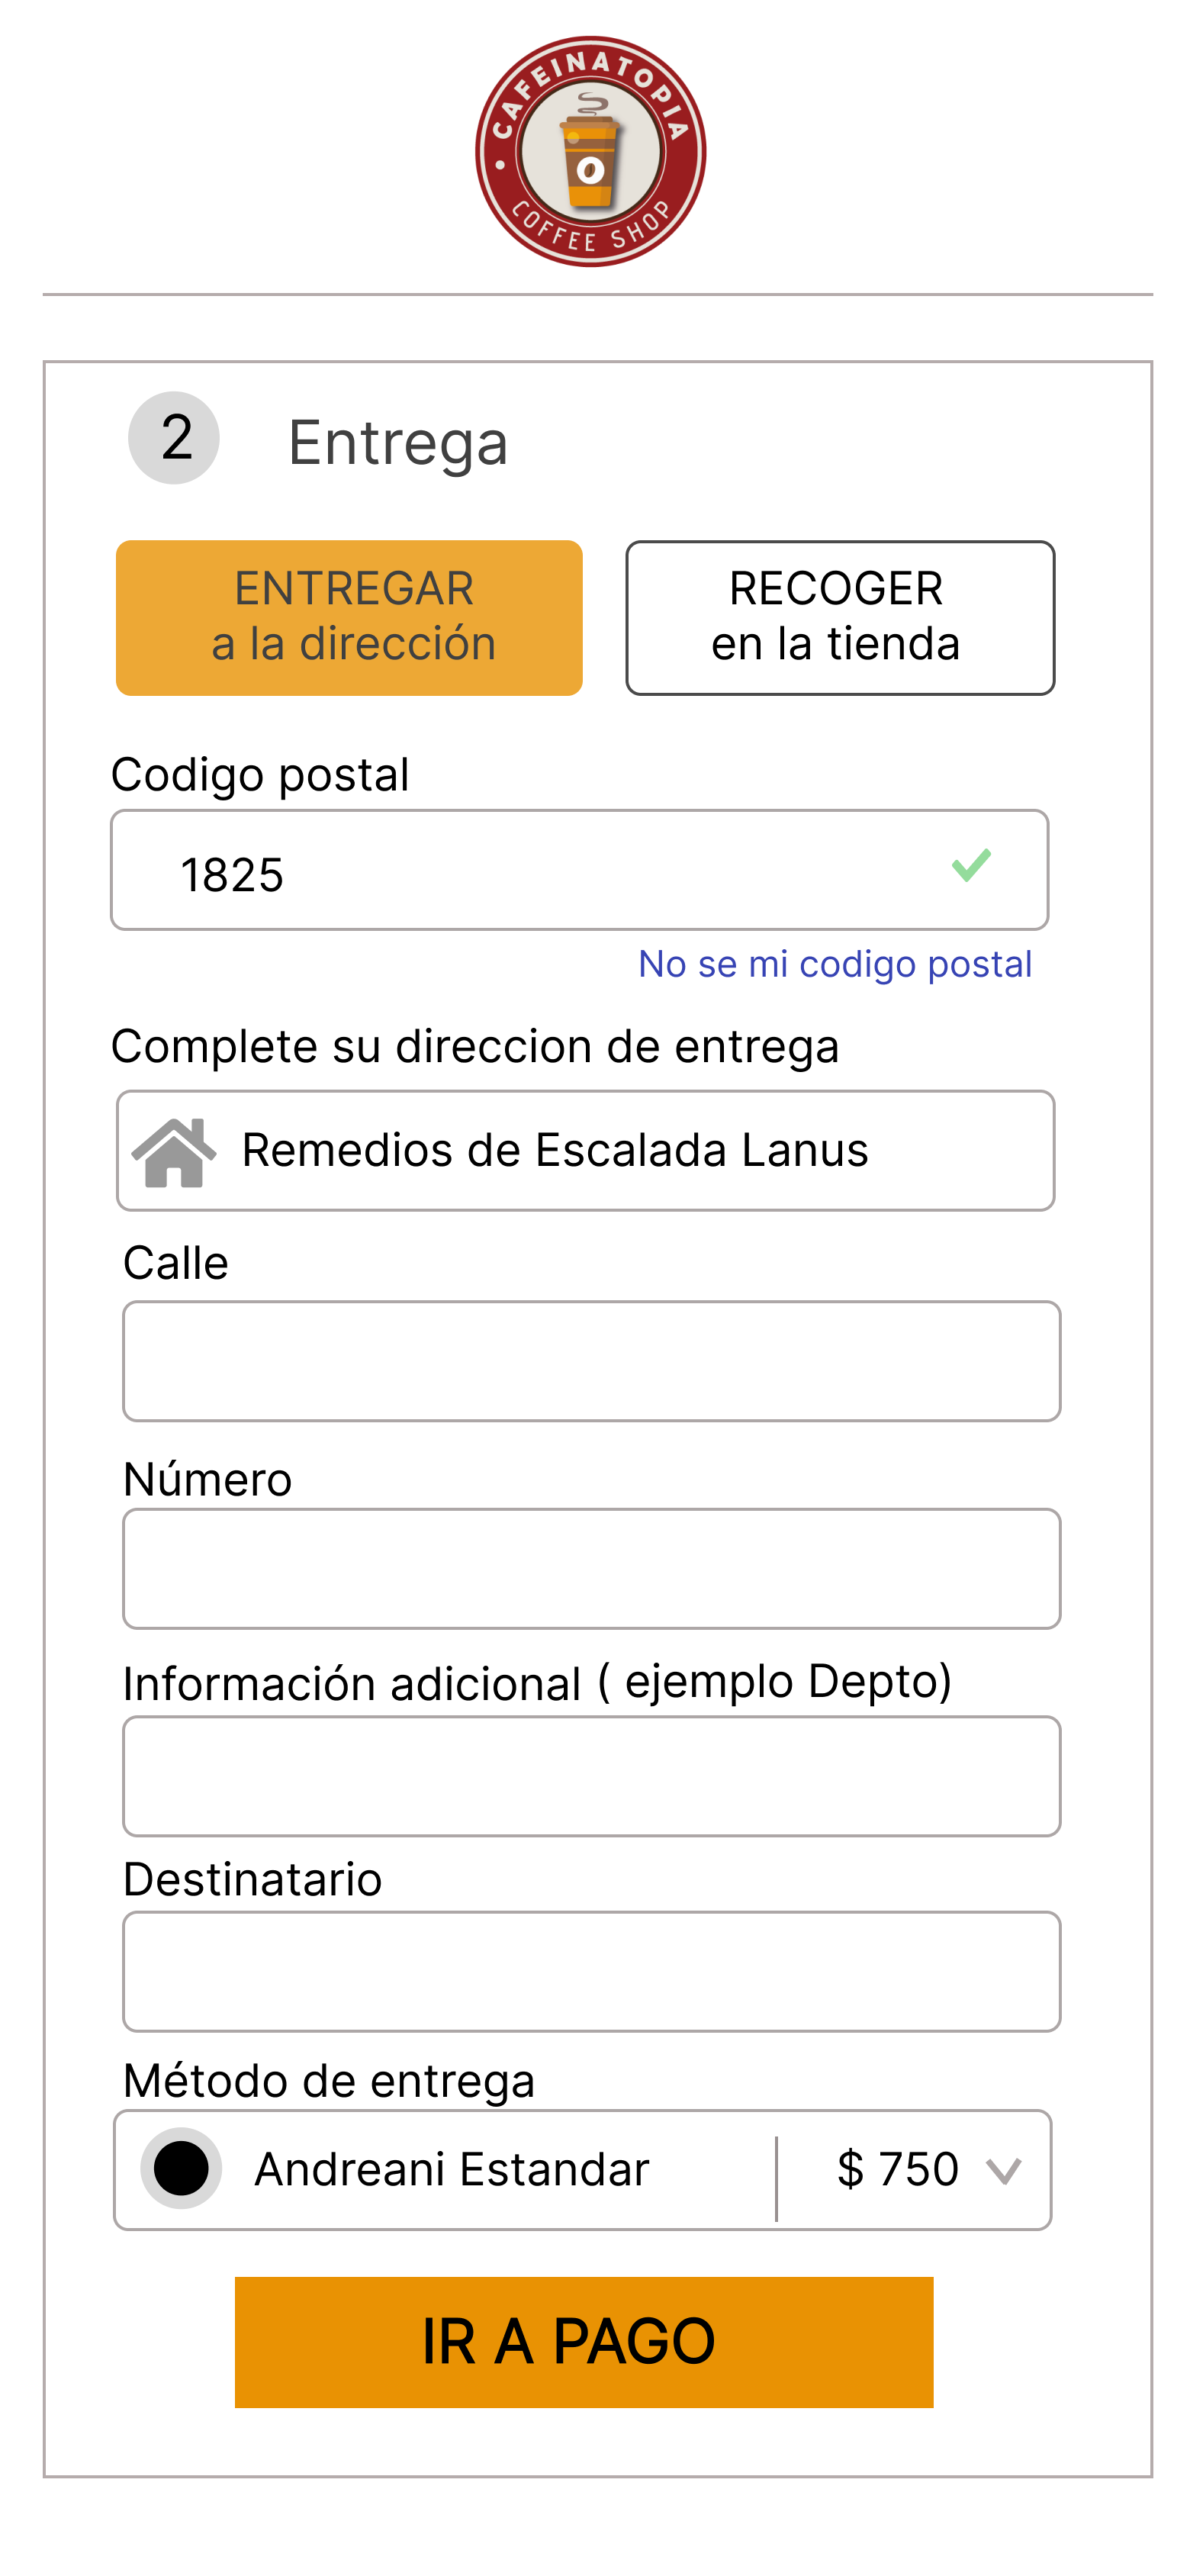 CAFEINATOPIA
COFFEE SHOP
2 Entrega
ENTREGAR
a la dirección
RECOGER
en la tienda
Codigo postal
1825
No se mi codigo postal
Complete su direccion de entrega
Remedios de Escalada Lanus
Calle
Número
Información adicional ( ejemplo Depto)
Destinatario
Método de entrega
Andreani Estandar $ 750
IR A PAGO